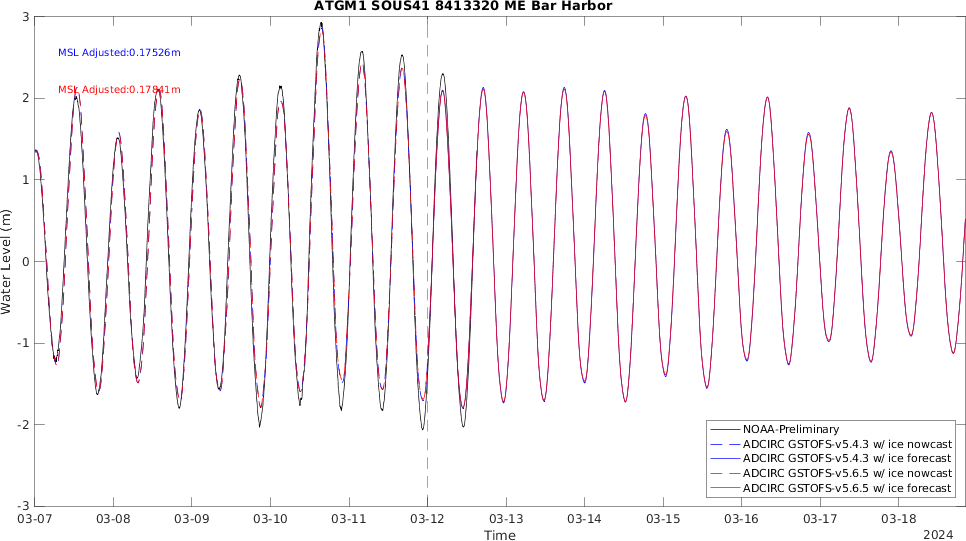 ATGM1 SOUS41 8413320 ME Bar Harbor
MSL Adjusted:0.17526m
MSL Adjusted:0.17841m
Water Level (m)
3
2
1
0
-1
-2
-3
NOAA-Preliminary
ADCIRC GSTOFS-v5.4.3 w/ ice nowcast
ADCIRC GSTOFS-v5.4.3 w/ ice forecast
ADCIRC GSTOFS-v5.6.5 w/ ice nowcast
ADCIRC GSTOFS-v5.6.5 w/ ice forecast
03-07 03-08 03-09 03-10 03-11 03-12 03-13 03-14 03-15 03-16 03-17 03-18
Time
2024